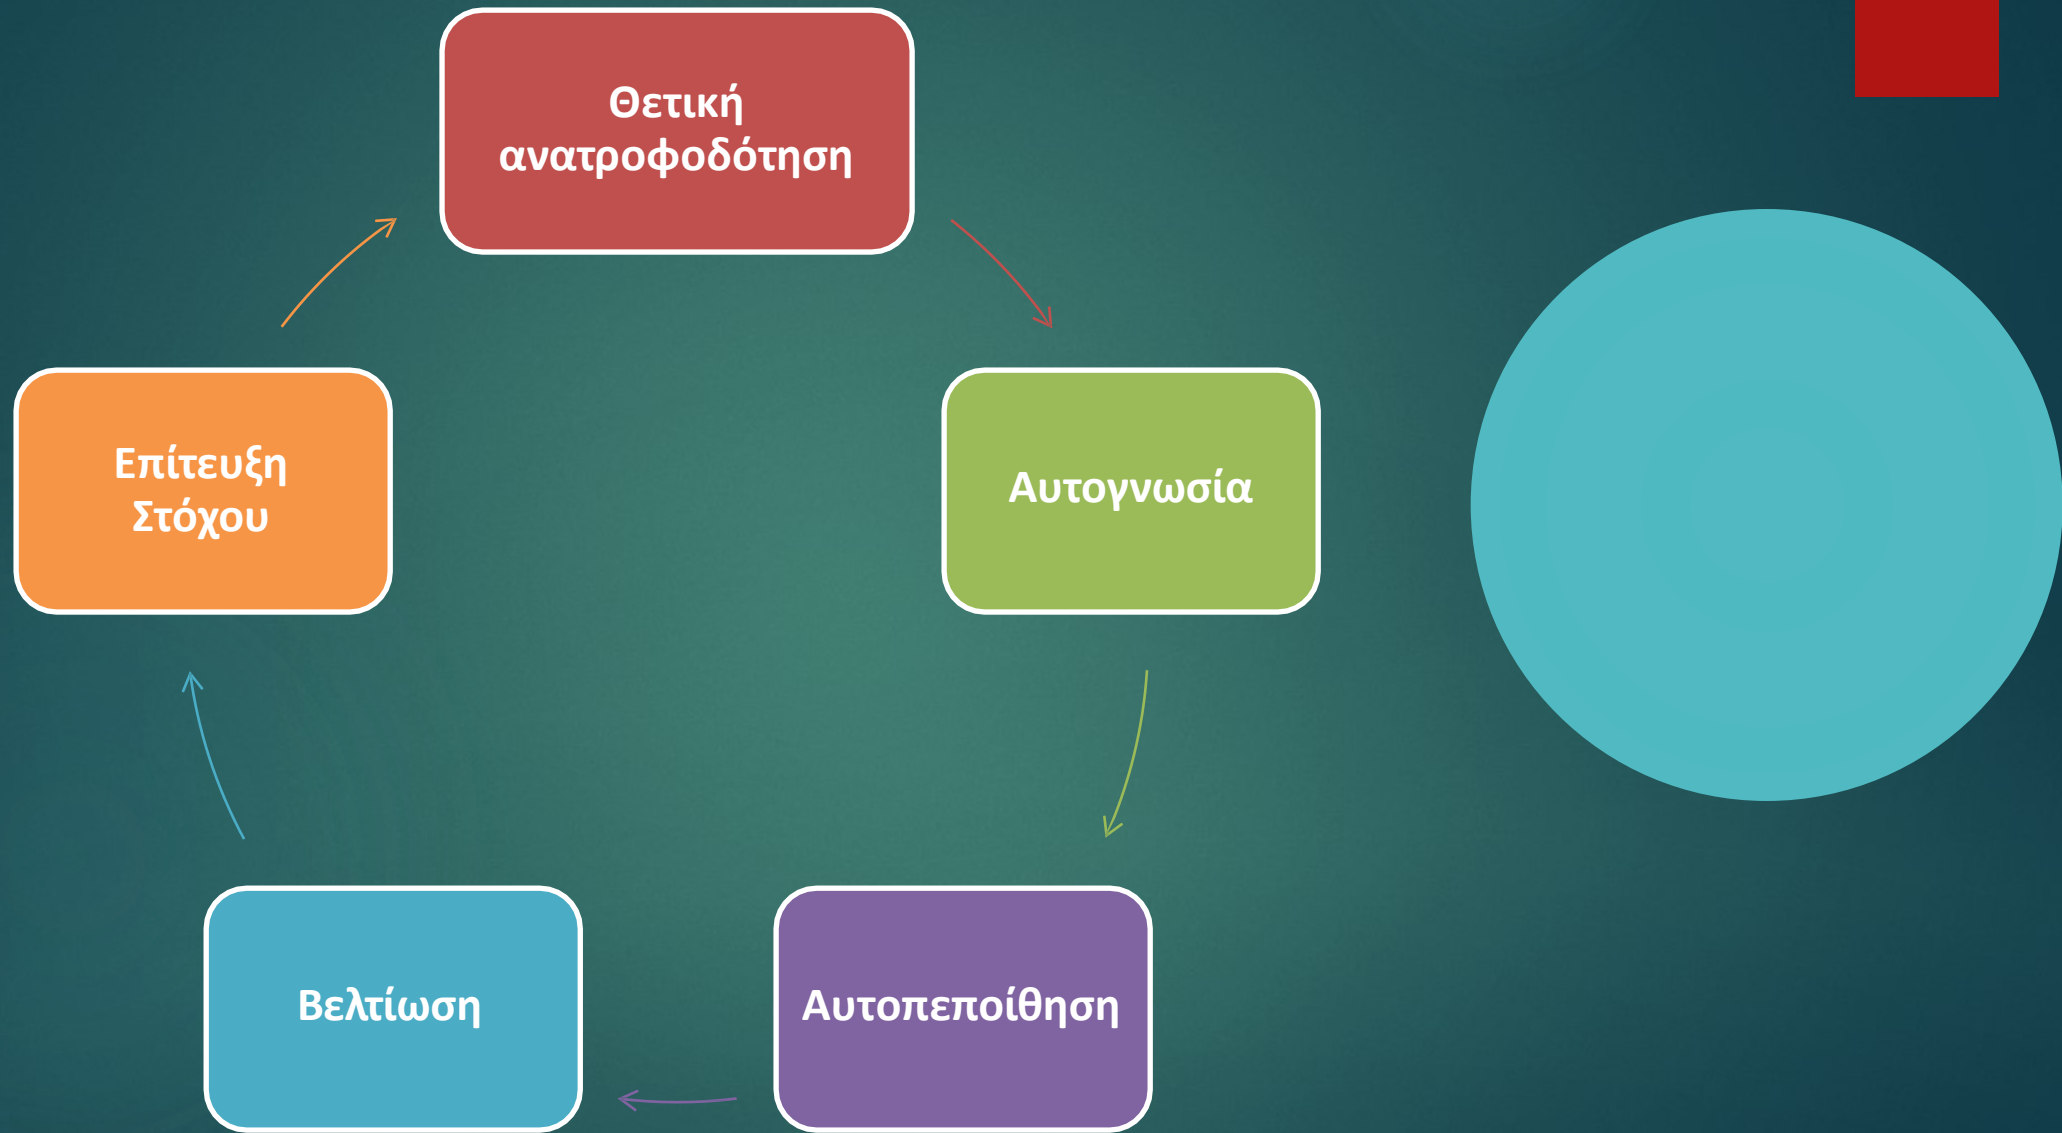 Θετική
ανατροφοδότηση
Αυτογνωσία
Αυτοπεποίθηση
Βελτίωση
Επίτευξη
Στόχου